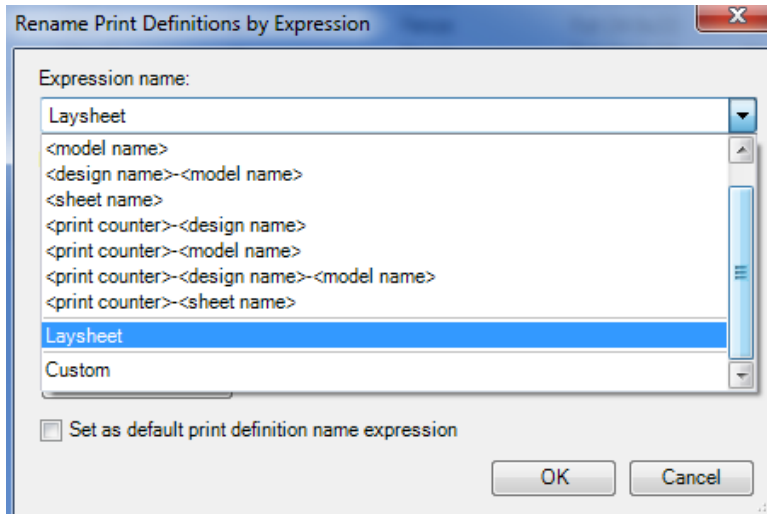 Rename Print Definitions by Expression
Expression name:
Laysheet
<model name>
<design name>-<model name>
<sheet name>
<print counter>-<design name>
<print counter>-<model name>
<print counter>-<design name>-<model name>
<print counter>-<sheet name>
Laysheet
Custom
Set as default print definition name expression
OK Cancel